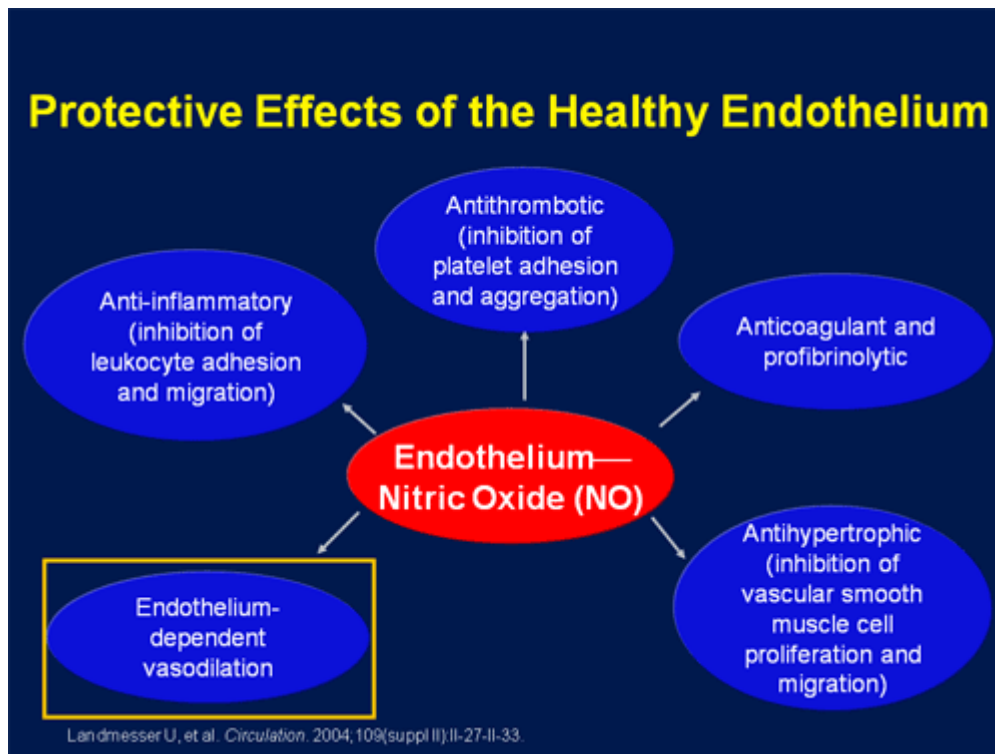 Protective Effects of the Healthy Endothelium
Antithrombotic
(inhibition of
platelet adhesion
and aggregation)
Anti-inflammatory
(inhibition of
leukocyte adhesion
and migration)
Anticoagulant and
profibrinolytic
Endothelium—
Nitric Oxide (NO)
Endothelium-
dependent
vasodilation
Antihypertrophic
(inhibition of
vascular smooth
muscle cell
proliferation and
migration)
Landmesser U, et al. Circulation. 2004;109(suppl II):II-27-II-33.